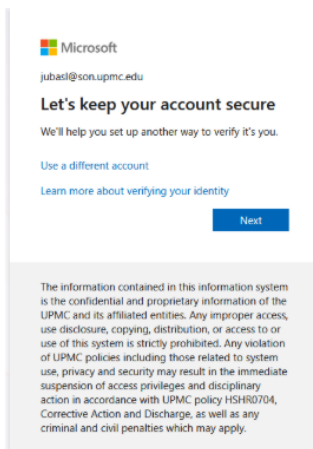 Microsoft
jubasl@son.upmc.edu
Let's keep your account secure
We'll help you set up another way to verify it's you.
Use a different account
Learn more about verifying your identity
Next
The information contained in this information system
is the confidential and proprietary information of the
UPMC and its affiliated entities. Any improper access,
use disclosure, copying, distribution, or access to or
use of this system is strictly prohibited. Any violation
of UPMC policies including those related to system
use, privacy and security may result in the immediate
suspension of access privileges and disciplinary
action in accordance with UPMC policy HSHR0704,
Corrective Action and Discharge, as well as any
criminal and civil penalties which may apply.